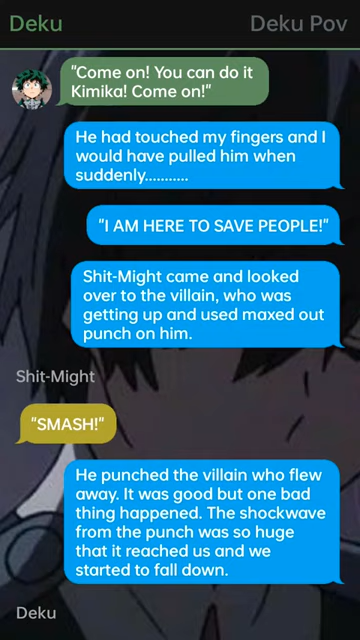 Deku
Deku Pov
"Come on! You can do it
Kimika! Come on!"
He had touched my fingers and I
would have pulled him when
suddenly...........
"I AM HERE TO SAVE PEOPLE!"
Shit-Might came and looked
over to the villain, who was
getting up and used maxed out
punch on him.
Shit-Might
"SMASH!"
He punched the villain who flew
away. It was good but one bad
thing happened. The shockwave
from the punch was so huge
that it reached us and we
started to fall down.
Deku